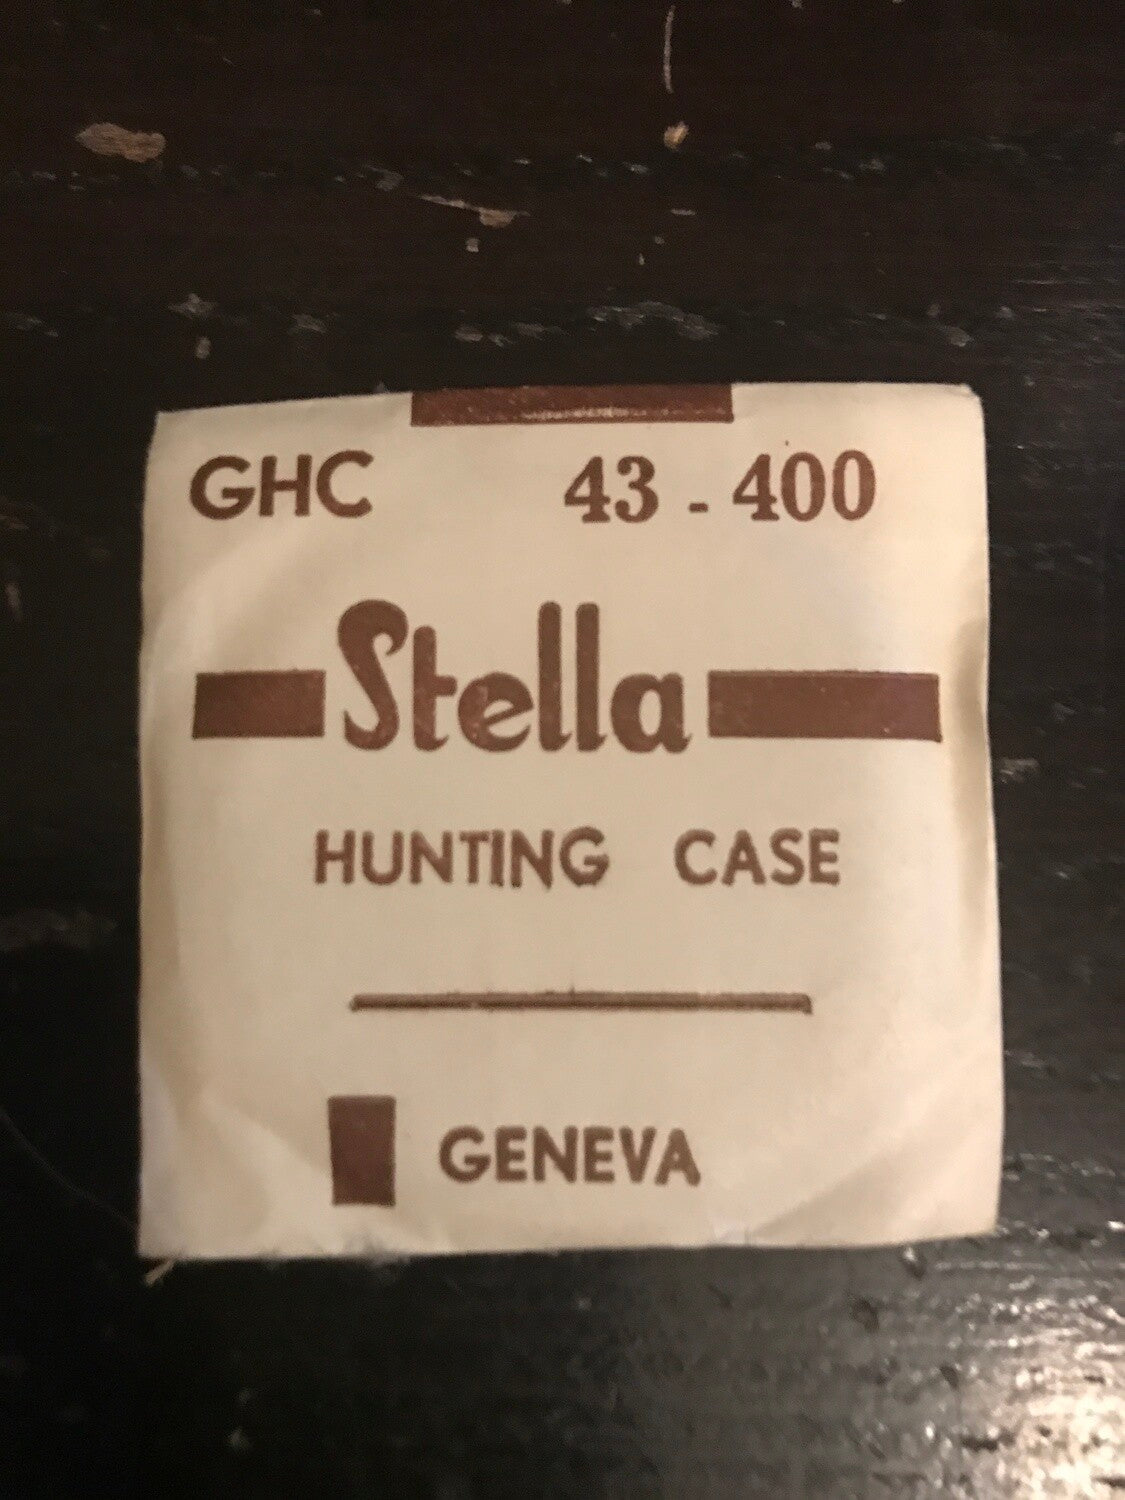 GHC 43 - 400
Stella
HUNTING CASE
GENEVA